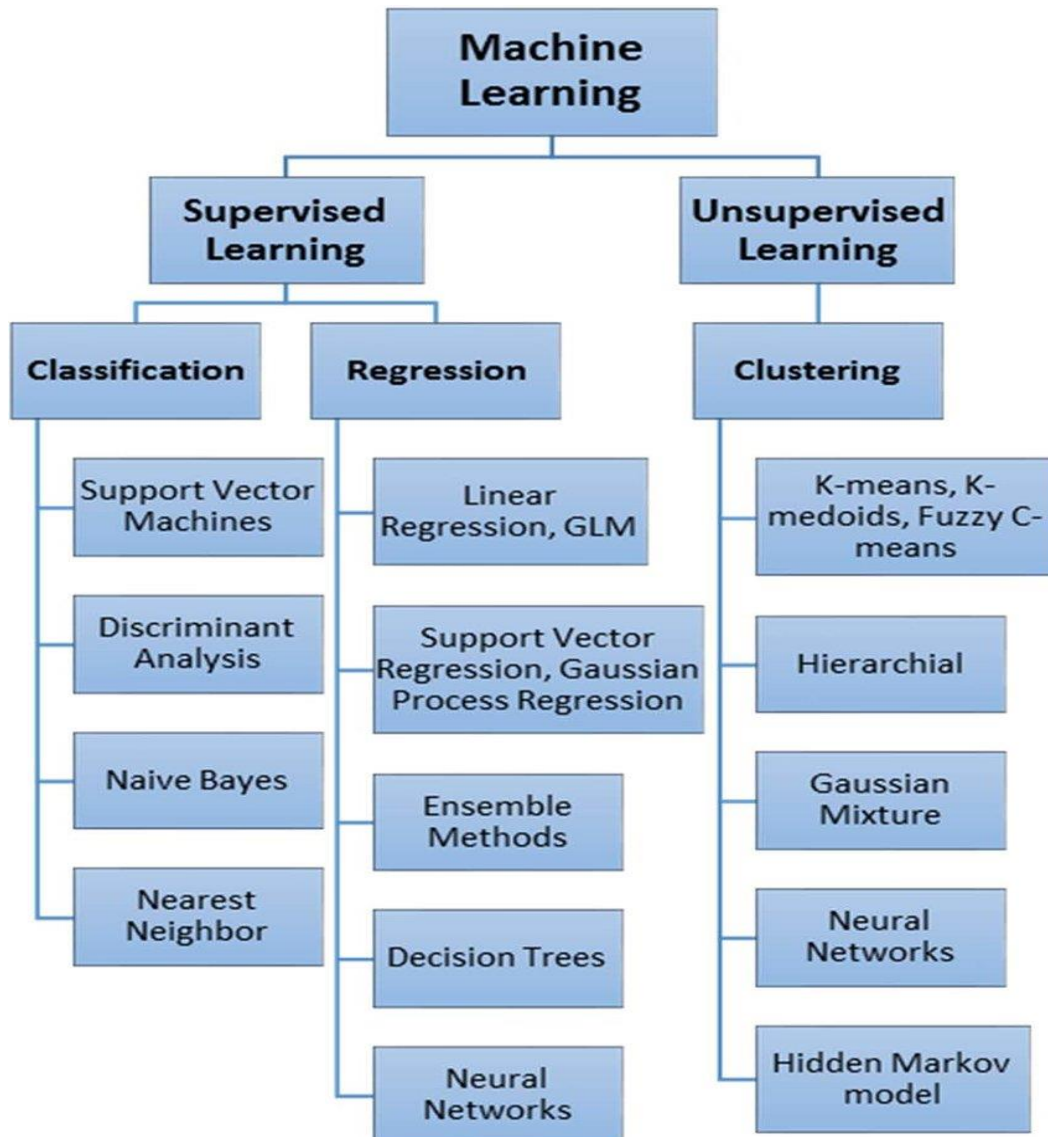 Machine
Learning
Supervised
Learning
Unsupervised
Learning
Classification
Regression
Clustering
Support Vector
Machines
Discriminant
Analysis
Naive Bayes
Nearest
Neighbor
Linear
Regression, GLM
Support Vector
Regression, Gaussian
Process Regression
Ensemble
Methods
Decision Trees
Neural
Networks
K-means, K-
medoids, Fuzzy C-
means
Hierarchial
Gaussian
Mixture
Neural
Networks
Hidden Markov
model